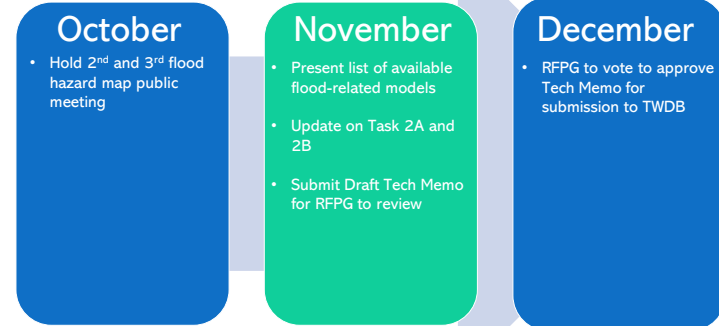 October
• Hold 2nd and 3rd flood
hazard map public
meeting
November
• Present list of available
flood-related models
• Update on Task 2A and
2B
• Submit Draft Tech Memo
for RFPG to review
December
• RFPG to vote to approve
Tech Memo for
submission to TWDB